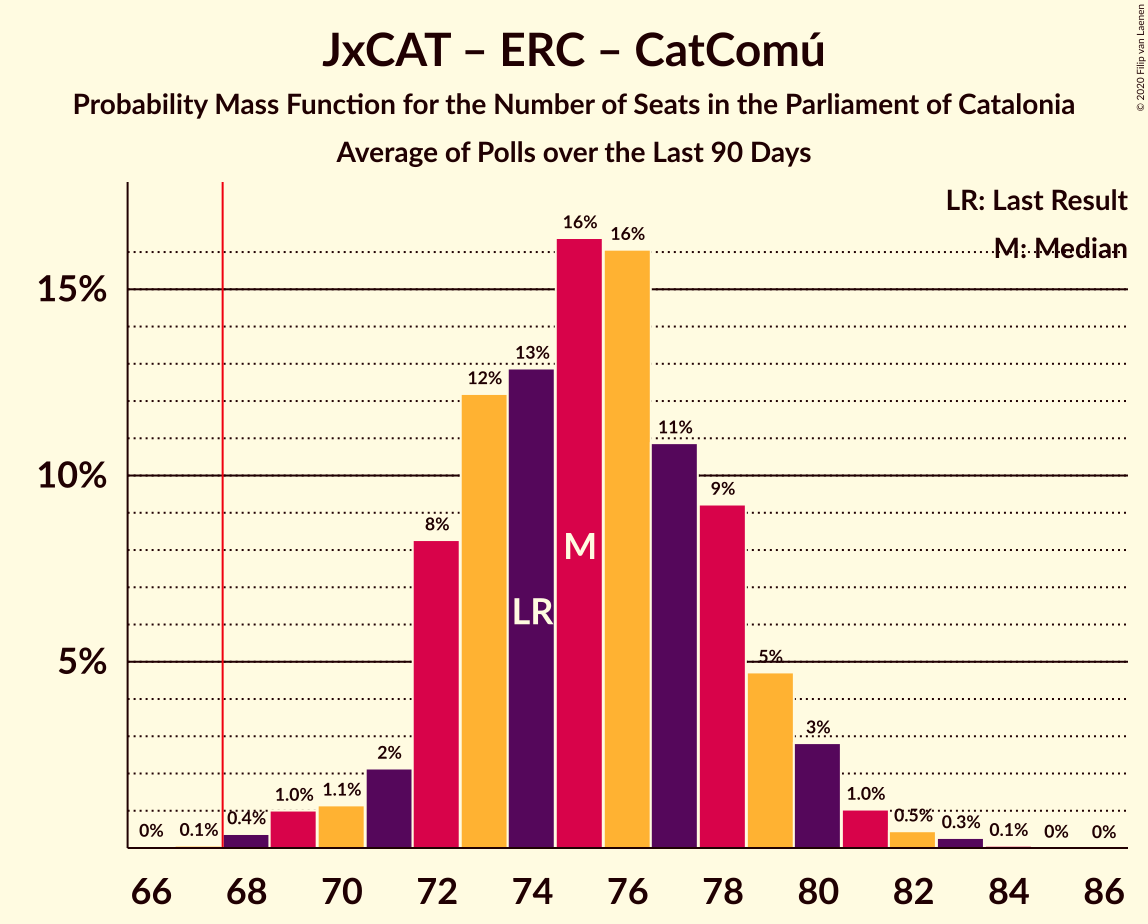 JxCAT – ERC – CatComú
Probability Mass Function for the Number of Seats in the Parliament of Catalonia
Average of Polls over the Last 90 Days
© 2020 Filip van Laenen
LR: Last Result
M: Median
15%
10%
5%
0%
0.1%
0.4%
1.0%
1.1%
2%
8%
12%
13%
16%
16%
11%
9%
5%
3%
1.0%
0.5%
0.3%
0.1%
0%
0%
M
LR
66 68 70 72 74 76 78 80 82 84 86